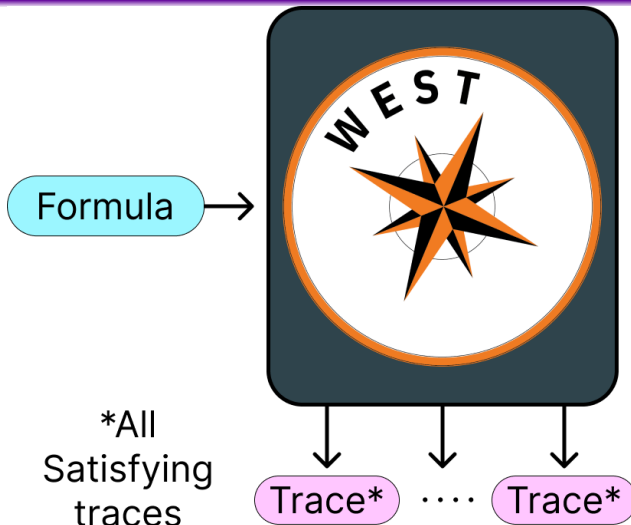 WEST
Formula
*All
Satisfying
traces
Trace* .... Trace*